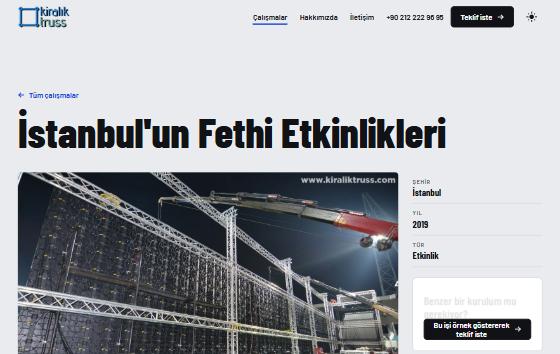 kiralık
truss
Çalışmalar
Hakkımızda
İletişim
+90 212 222 96 95
Teklif iste →
← Tüm çalışmalar
İstanbul'un Fethi Etkinlikleri
www.kiraliktruss.com
ŞEHİR
İstanbul
YIL
2019
TÜR
Etkinlik
Benzer bir kurulum mu
gerekiyor?
Bu işi örnek göstererek
teklif iste →